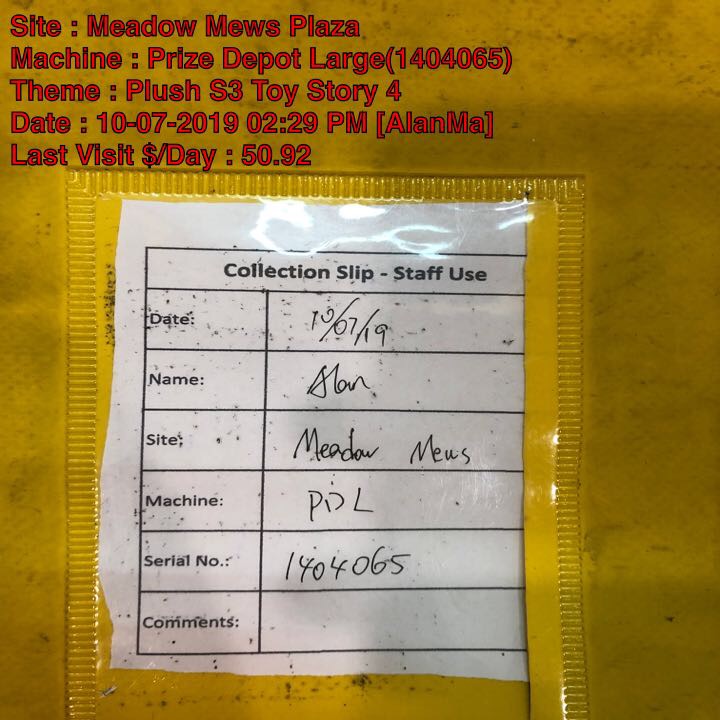 Site : Meadow Mews Plaza
Machine : Prize Depot Large(1404065)
Theme : Plush S3 Toy Story 4
Date : 10-07-2019 02:29 PM [AlanMa]
Last Visit $/Day : 50.92
Collection Slip - Staff Use
Date: 10/07/19
Name: Alan
Site: Meadow Mews
Machine: PDL
Serial No.: 1404065
Comments: